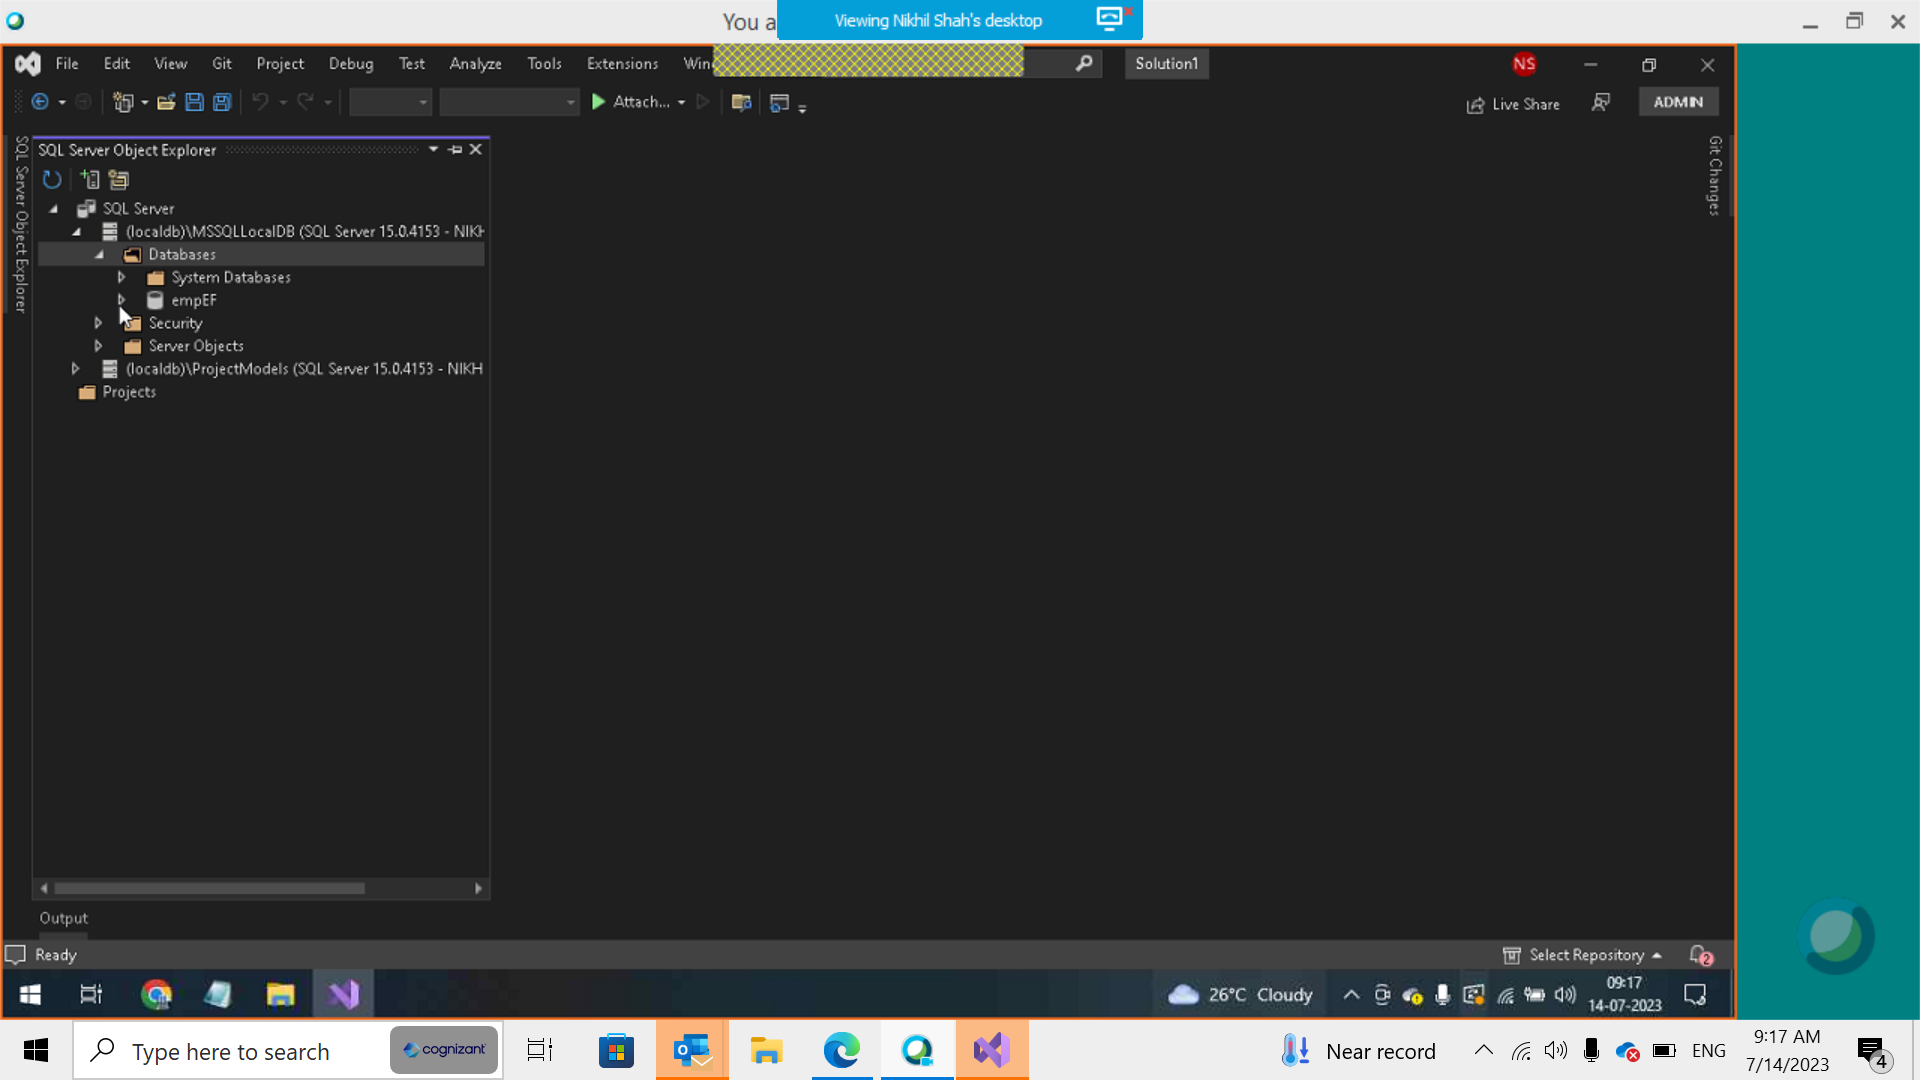 You a
Viewing Nikhil Shah's desktop
File Edit View Git Project Debug Test Analyze Tools Extensions Win
Solution1
NS
Attach...
Live Share
ADMIN
SQL Server Object Explorer
SQL Server Object Explorer
Git Changes
SQL Server
(localdb)\MSSQLLocalDB (SQL Server 15.0.4153 - NIKH
Databases
System Databases
empEF
Security
Server Objects
(localdb)\ProjectModels (SQL Server 15.0.4153 - NIKH
Projects
Output
Ready
Select Repository
2
26°C Cloudy
09:17
14-07-2023
Type here to search
cognizant
Near record
ENG
9:17 AM
7/14/2023
4